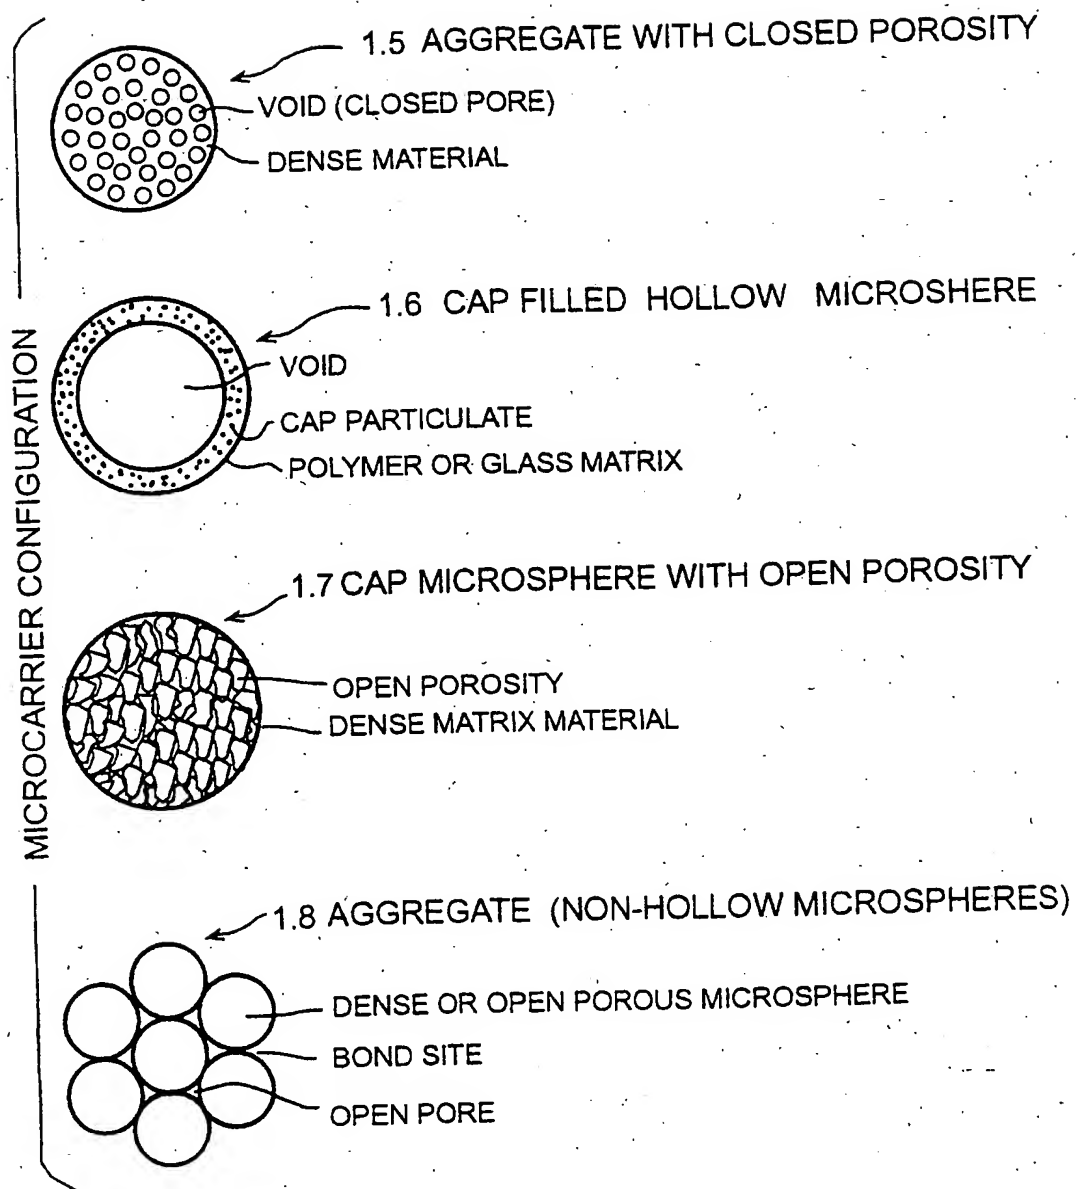 MICROCARRIER CONFIGURATION
1.5 AGGREGATE WITH CLOSED POROSITY
VOID (CLOSED PORE)
DENSE MATERIAL
1.6 CAP FILLED HOLLOW MICROSHERE
VOID
CAP PARTICULATE
POLYMER OR GLASS MATRIX
1.7 CAP MICROSPHERE WITH OPEN POROSITY
OPEN POROSITY
DENSE MATRIX MATERIAL
1.8 AGGREGATE (NON-HOLLOW MICROSPHERES)
DENSE OR OPEN POROUS MICROSPHERE
BOND SITE
OPEN PORE